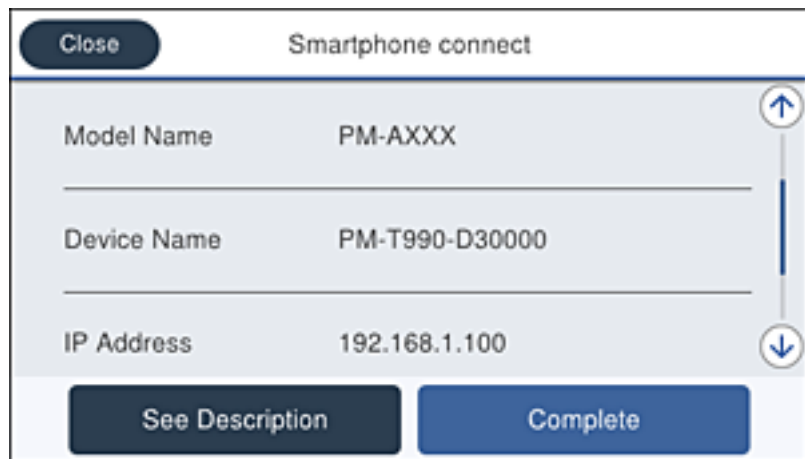 Close Smartphone connect
Model Name PM-AXXX
Device Name PM-T990-D30000
IP Address 192.168.1.100
See Description Complete